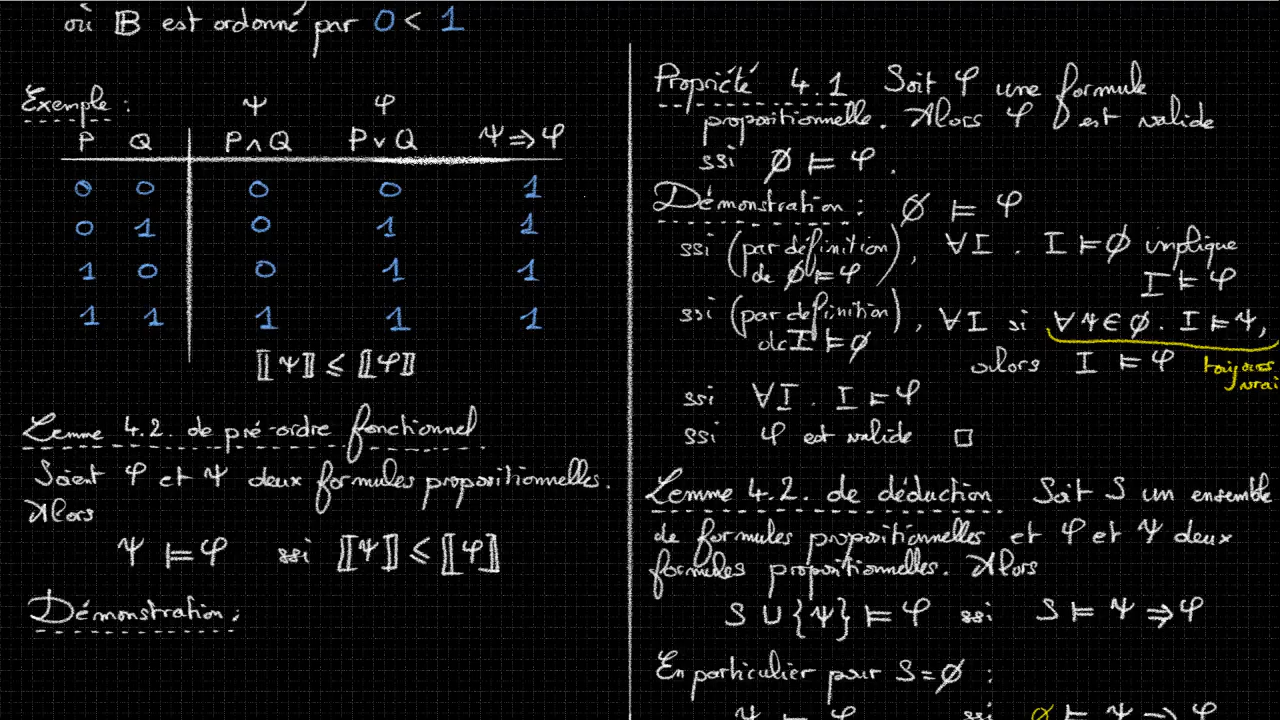 où 𝔹 est ordonné par 0 < 1
Exemple :
Ψ φ
P Q P ∧ Q P ∨ Q Ψ ⇒ φ
0 0 0 0 1
0 1 0 1 1
1 0 0 1 1
1 1 1 1 1
⟦Ψ⟧ ⩽ ⟦φ⟧
Lemme 4.2. de pré-ordre fonctionnel
Soient φ et Ψ deux formules propositionnelles.
Alors
Ψ ⊨ φ ssi ⟦Ψ⟧ ⩽ ⟦φ⟧
Démonstration :
Propriété 4.1 Soit φ une formule
propositionnelle. Alors φ est valide
ssi ∅ ⊨ φ.
Démonstration : ∅ ⊨ φ
ssi (par définition de ∅ ⊨ φ), ∀I . I ⊨ ∅ implique
I ⊨ φ
ssi (par definition de I ⊨ ∅), ∀I si ∀Ψ ∈ ∅. I ⊨ Ψ,
alors I ⊨ φ toujours
vrai
ssi ∀I . I ⊨ φ
ssi φ est valide □
Lemme 4.2. de déduction Soit S un ensemble
de formules propositionnelles et φ et Ψ deux
formules propositionnelles. Alors
S ∪ {Ψ} ⊨ φ ssi S ⊨ Ψ ⇒ φ
En particulier pour S = ∅ :
Ψ ⊨ φ ssi ∅ ⊨ Ψ ⇒ φ